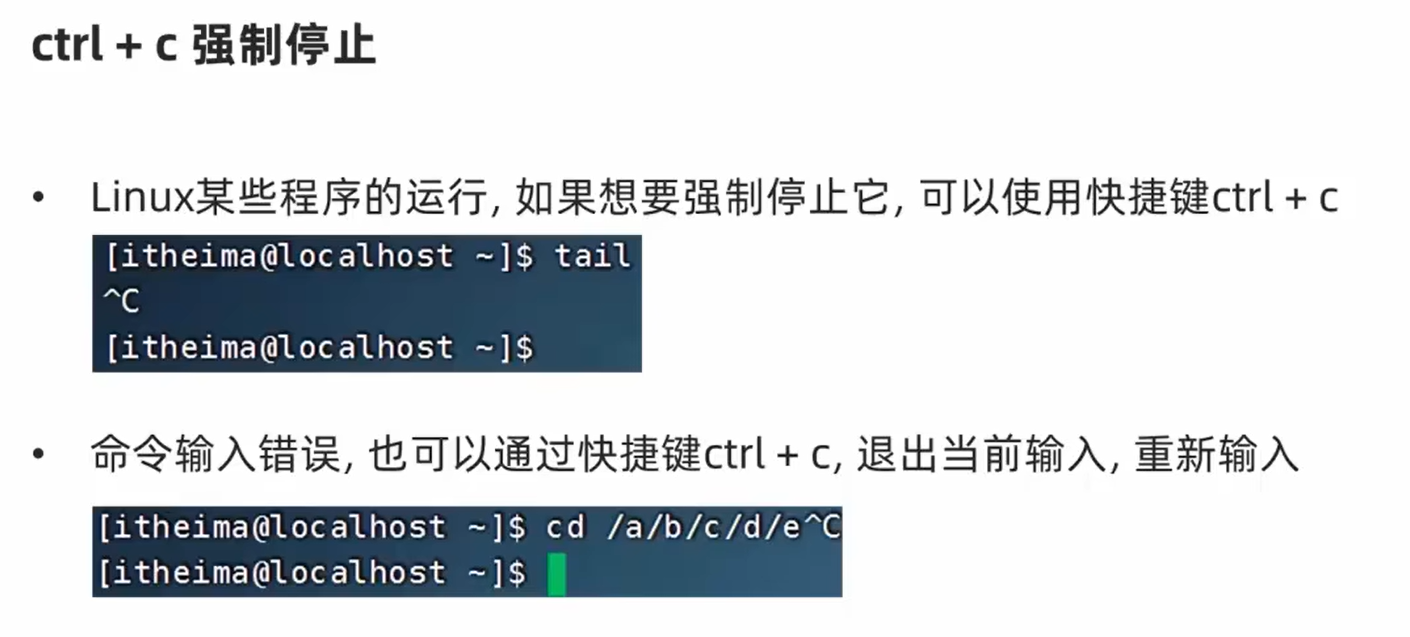 ctrl + c 强制停止
• Linux某些程序的运行, 如果想要强制停止它, 可以使用快捷键ctrl + c
[itheima@localhost ~]$ tail
^C
[itheima@localhost ~]$
• 命令输入错误, 也可以通过快捷键ctrl + c, 退出当前输入, 重新输入
[itheima@localhost ~]$ cd /a/b/c/d/e^C
[itheima@localhost ~]$